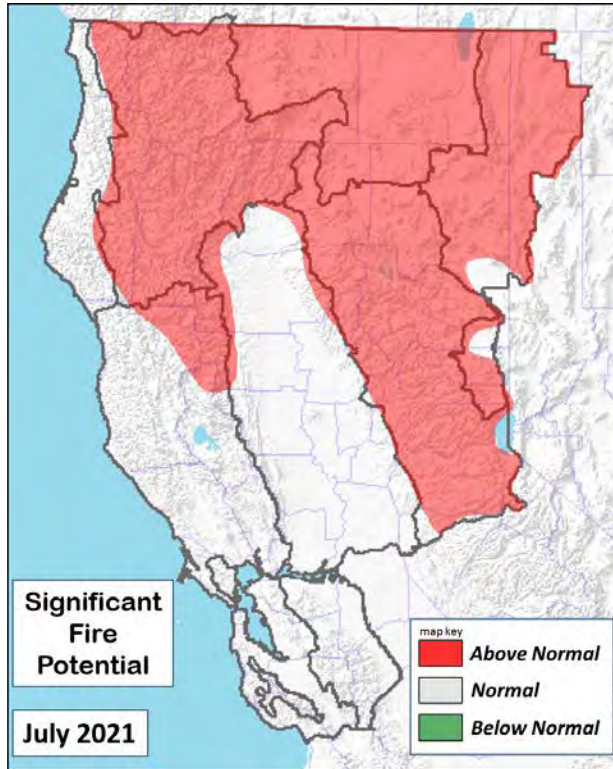 Significant
Fire
Potential
July 2021
map key
Above Normal
Normal
Below Normal